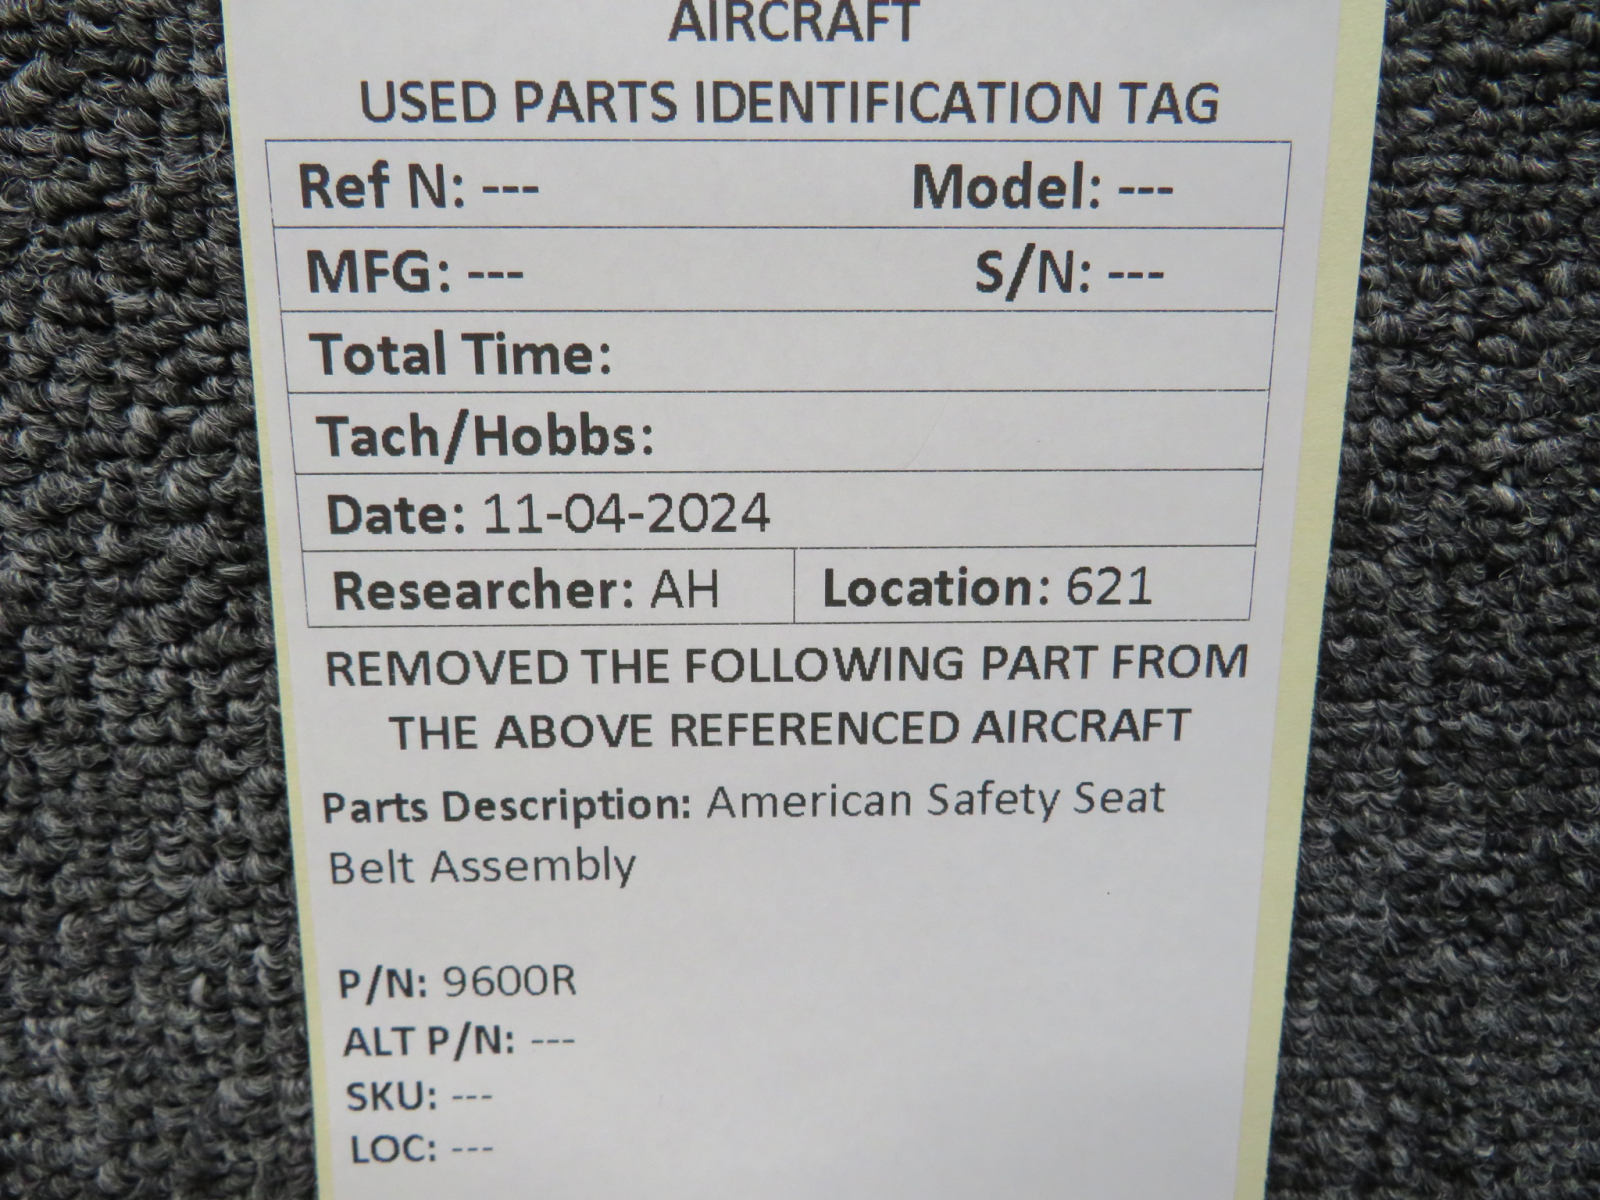 AIRCRAFT
USED PARTS IDENTIFICATION TAG
Ref N: --- Model: ---
MFG: --- S/N: ---
Total Time:
Tach/Hobbs:
Date: 11-04-2024
Researcher: AH Location: 621
REMOVED THE FOLLOWING PART FROM
THE ABOVE REFERENCED AIRCRAFT
Parts Description: American Safety Seat
Belt Assembly
P/N: 9600R
ALT P/N: ---
SKU: ---
LOC: ---